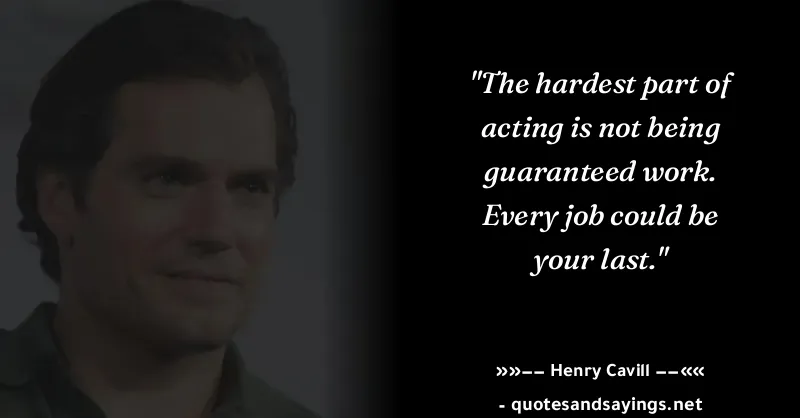 "The hardest part of
acting is not being
guaranteed work.
Every job could be
your last."
»»−− Henry Cavill −−««
- quotesandsayings.net